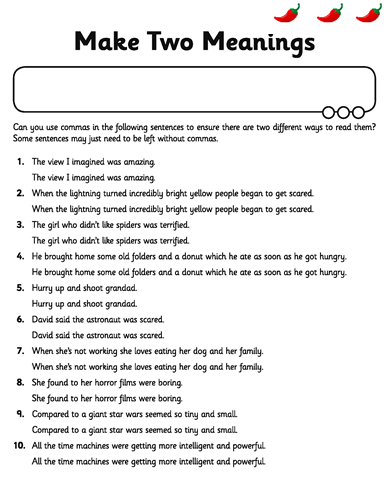 Make Two Meanings
Can you use commas in the following sentences to ensure there are two different ways to read them?
Some sentences may just need to be left without commas.
1. The view I imagined was amazing.
The view I imagined was amazing.
2. When the lightning turned incredibly bright yellow people began to get scared.
When the lightning turned incredibly bright yellow people began to get scared.
3. The girl who didn't like spiders was terrified.
The girl who didn't like spiders was terrified.
4. He brought home some old folders and a donut which he ate as soon as he got hungry.
He brought home some old folders and a donut which he ate as soon as he got hungry.
5. Hurry up and shoot grandad.
Hurry up and shoot grandad.
6. David said the astronaut was scared.
David said the astronaut was scared.
7. When she's not working she loves eating her dog and her family.
When she's not working she loves eating her dog and her family.
8. She found to her horror films were boring.
She found to her horror films were boring.
9. Compared to a giant star wars seemed so tiny and small.
Compared to a giant star wars seemed so tiny and small.
10. All the time machines were getting more intelligent and powerful.
All the time machines were getting more intelligent and powerful.